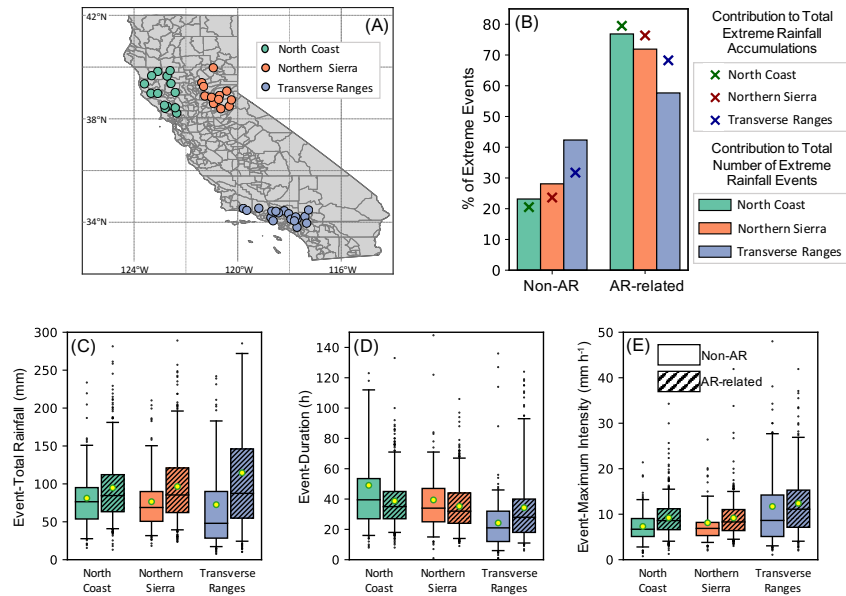 42°N
38°N
34°N
124°W
120°W
116°W
(A)
North Coast
Northern Sierra
Transverse Ranges
(B)
% of Extreme Events
80
70
60
50
40
30
20
10
0
Non-AR
AR-related
Contribution to Total
Extreme Rainfall
Accumulations
North Coast
Northern Sierra
Transverse Ranges
Contribution to Total
Number of Extreme
Rainfall Events
North Coast
Northern Sierra
Transverse Ranges
(C)
Event-Total Rainfall (mm)
300
250
200
150
100
50
0
North
Coast
Northern
Sierra
Transverse
Ranges
(D)
Event-Duration (h)
140
120
100
80
60
40
20
0
North
Coast
Northern
Sierra
Transverse
Ranges
(E)
Event-Maximum Intensity (mm h⁻¹)
50
40
30
20
10
0
Non-AR
AR-related
North
Coast
Northern
Sierra
Transverse
Ranges